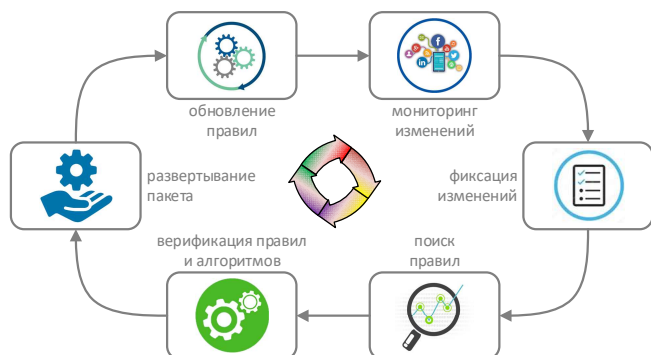 обновление
правил
мониторинг
изменений
развертывание
пакета
фиксация
изменений
верификация правил
и алгоритмов
поиск
правил